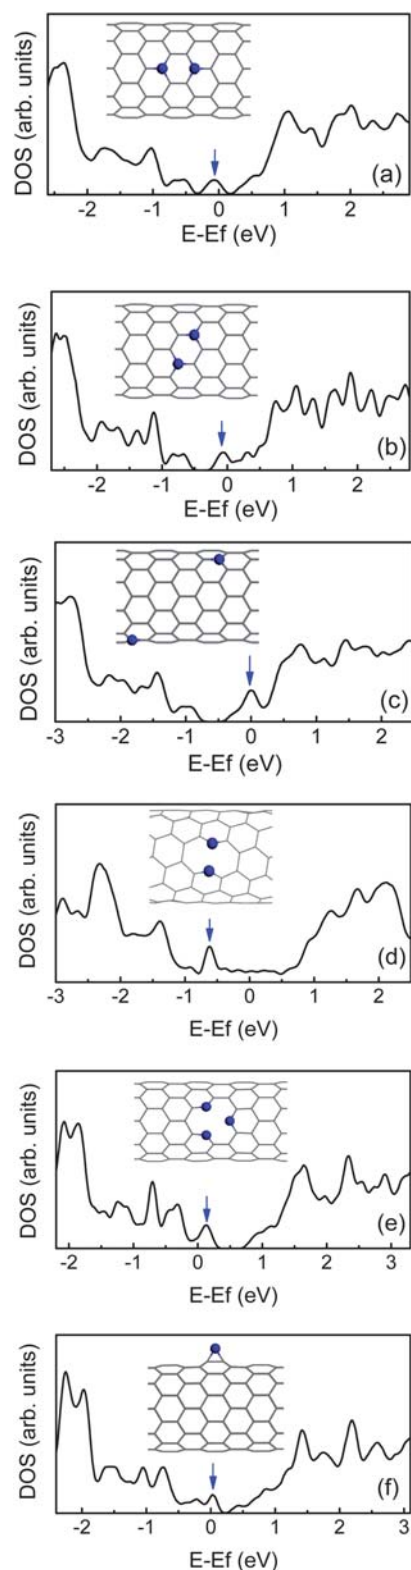 DOS (arb. units)
(a)
-2 -1 0 1 2
E-Ef (eV)
DOS (arb. units)
(b)
-2 -1 0 1 2
E-Ef (eV)
DOS (arb. units)
(c)
-3 -2 -1 0 1 2
E-Ef (eV)
DOS (arb. units)
(d)
-3 -2 -1 0 1 2
E-Ef (eV)
DOS (arb. units)
(e)
-2 -1 0 1 2 3
E-Ef (eV)
DOS (arb. units)
(f)
-2 -1 0 1 2 3
E-Ef (eV)